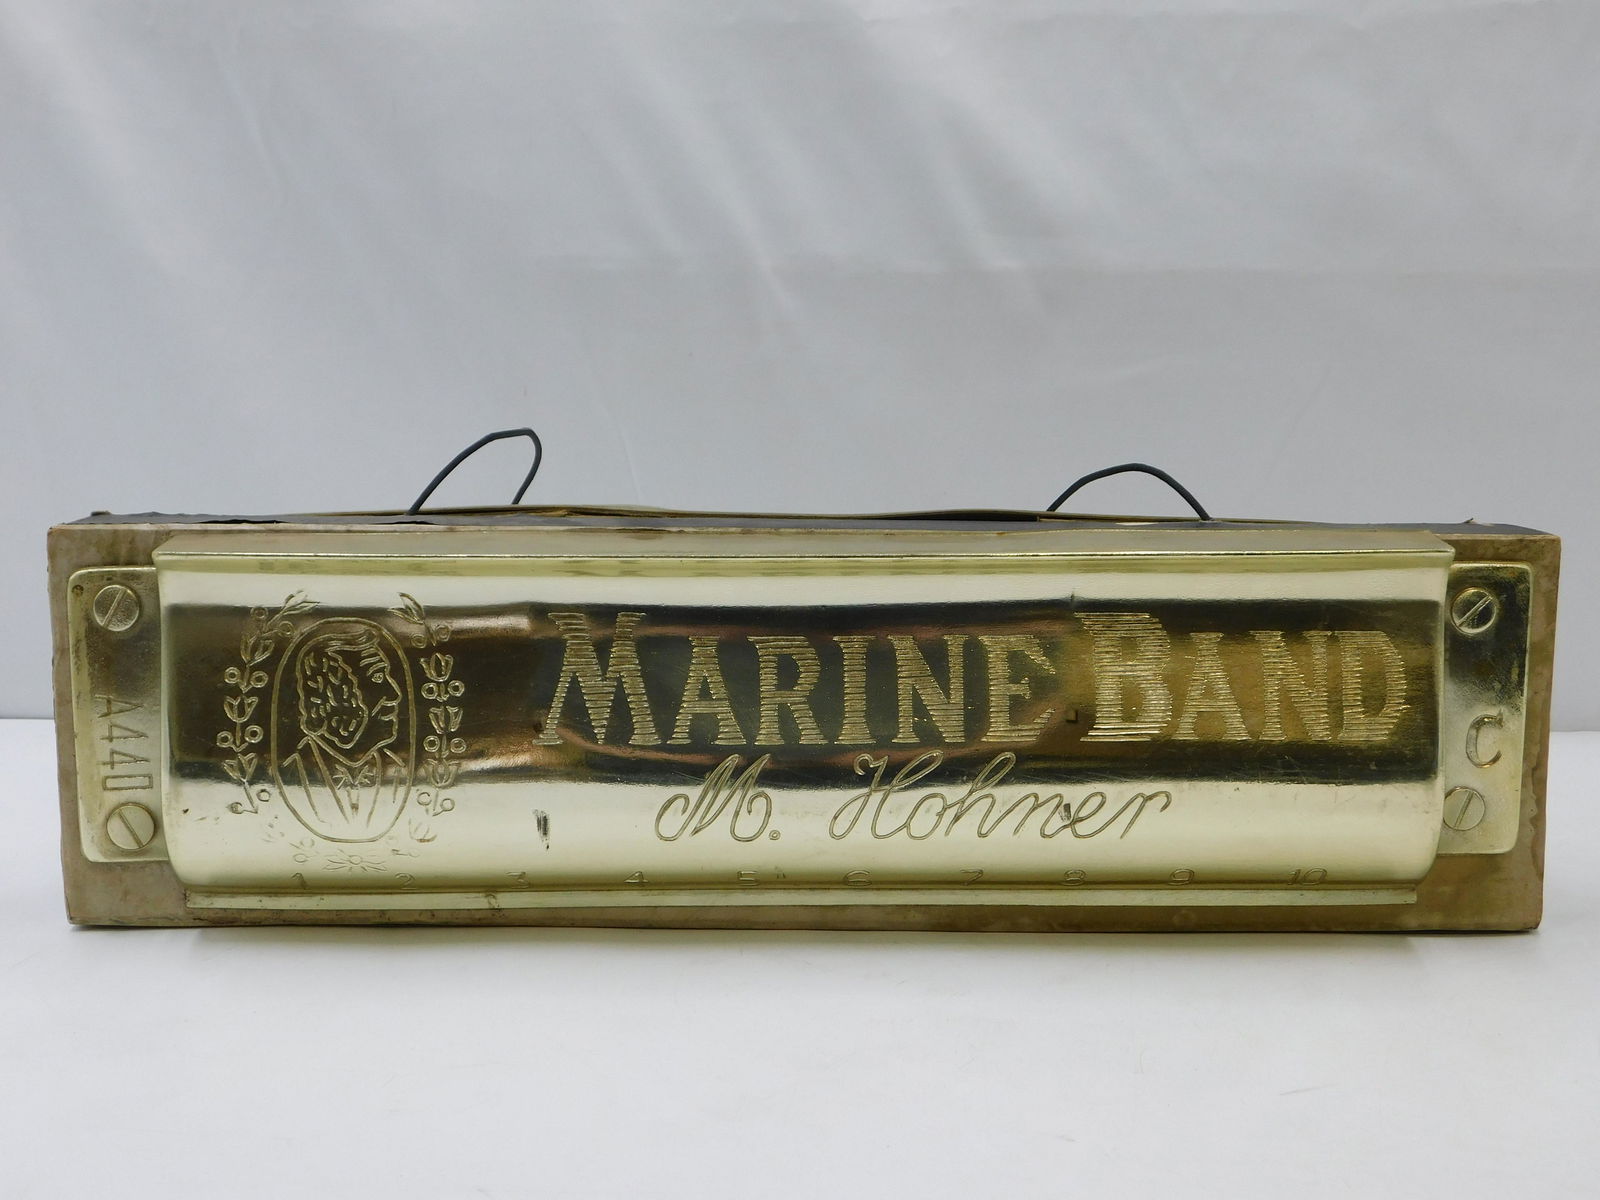 A440
MARINE BAND
M. Hohner
C
1 2 3 4 5 6 7 8 9 10